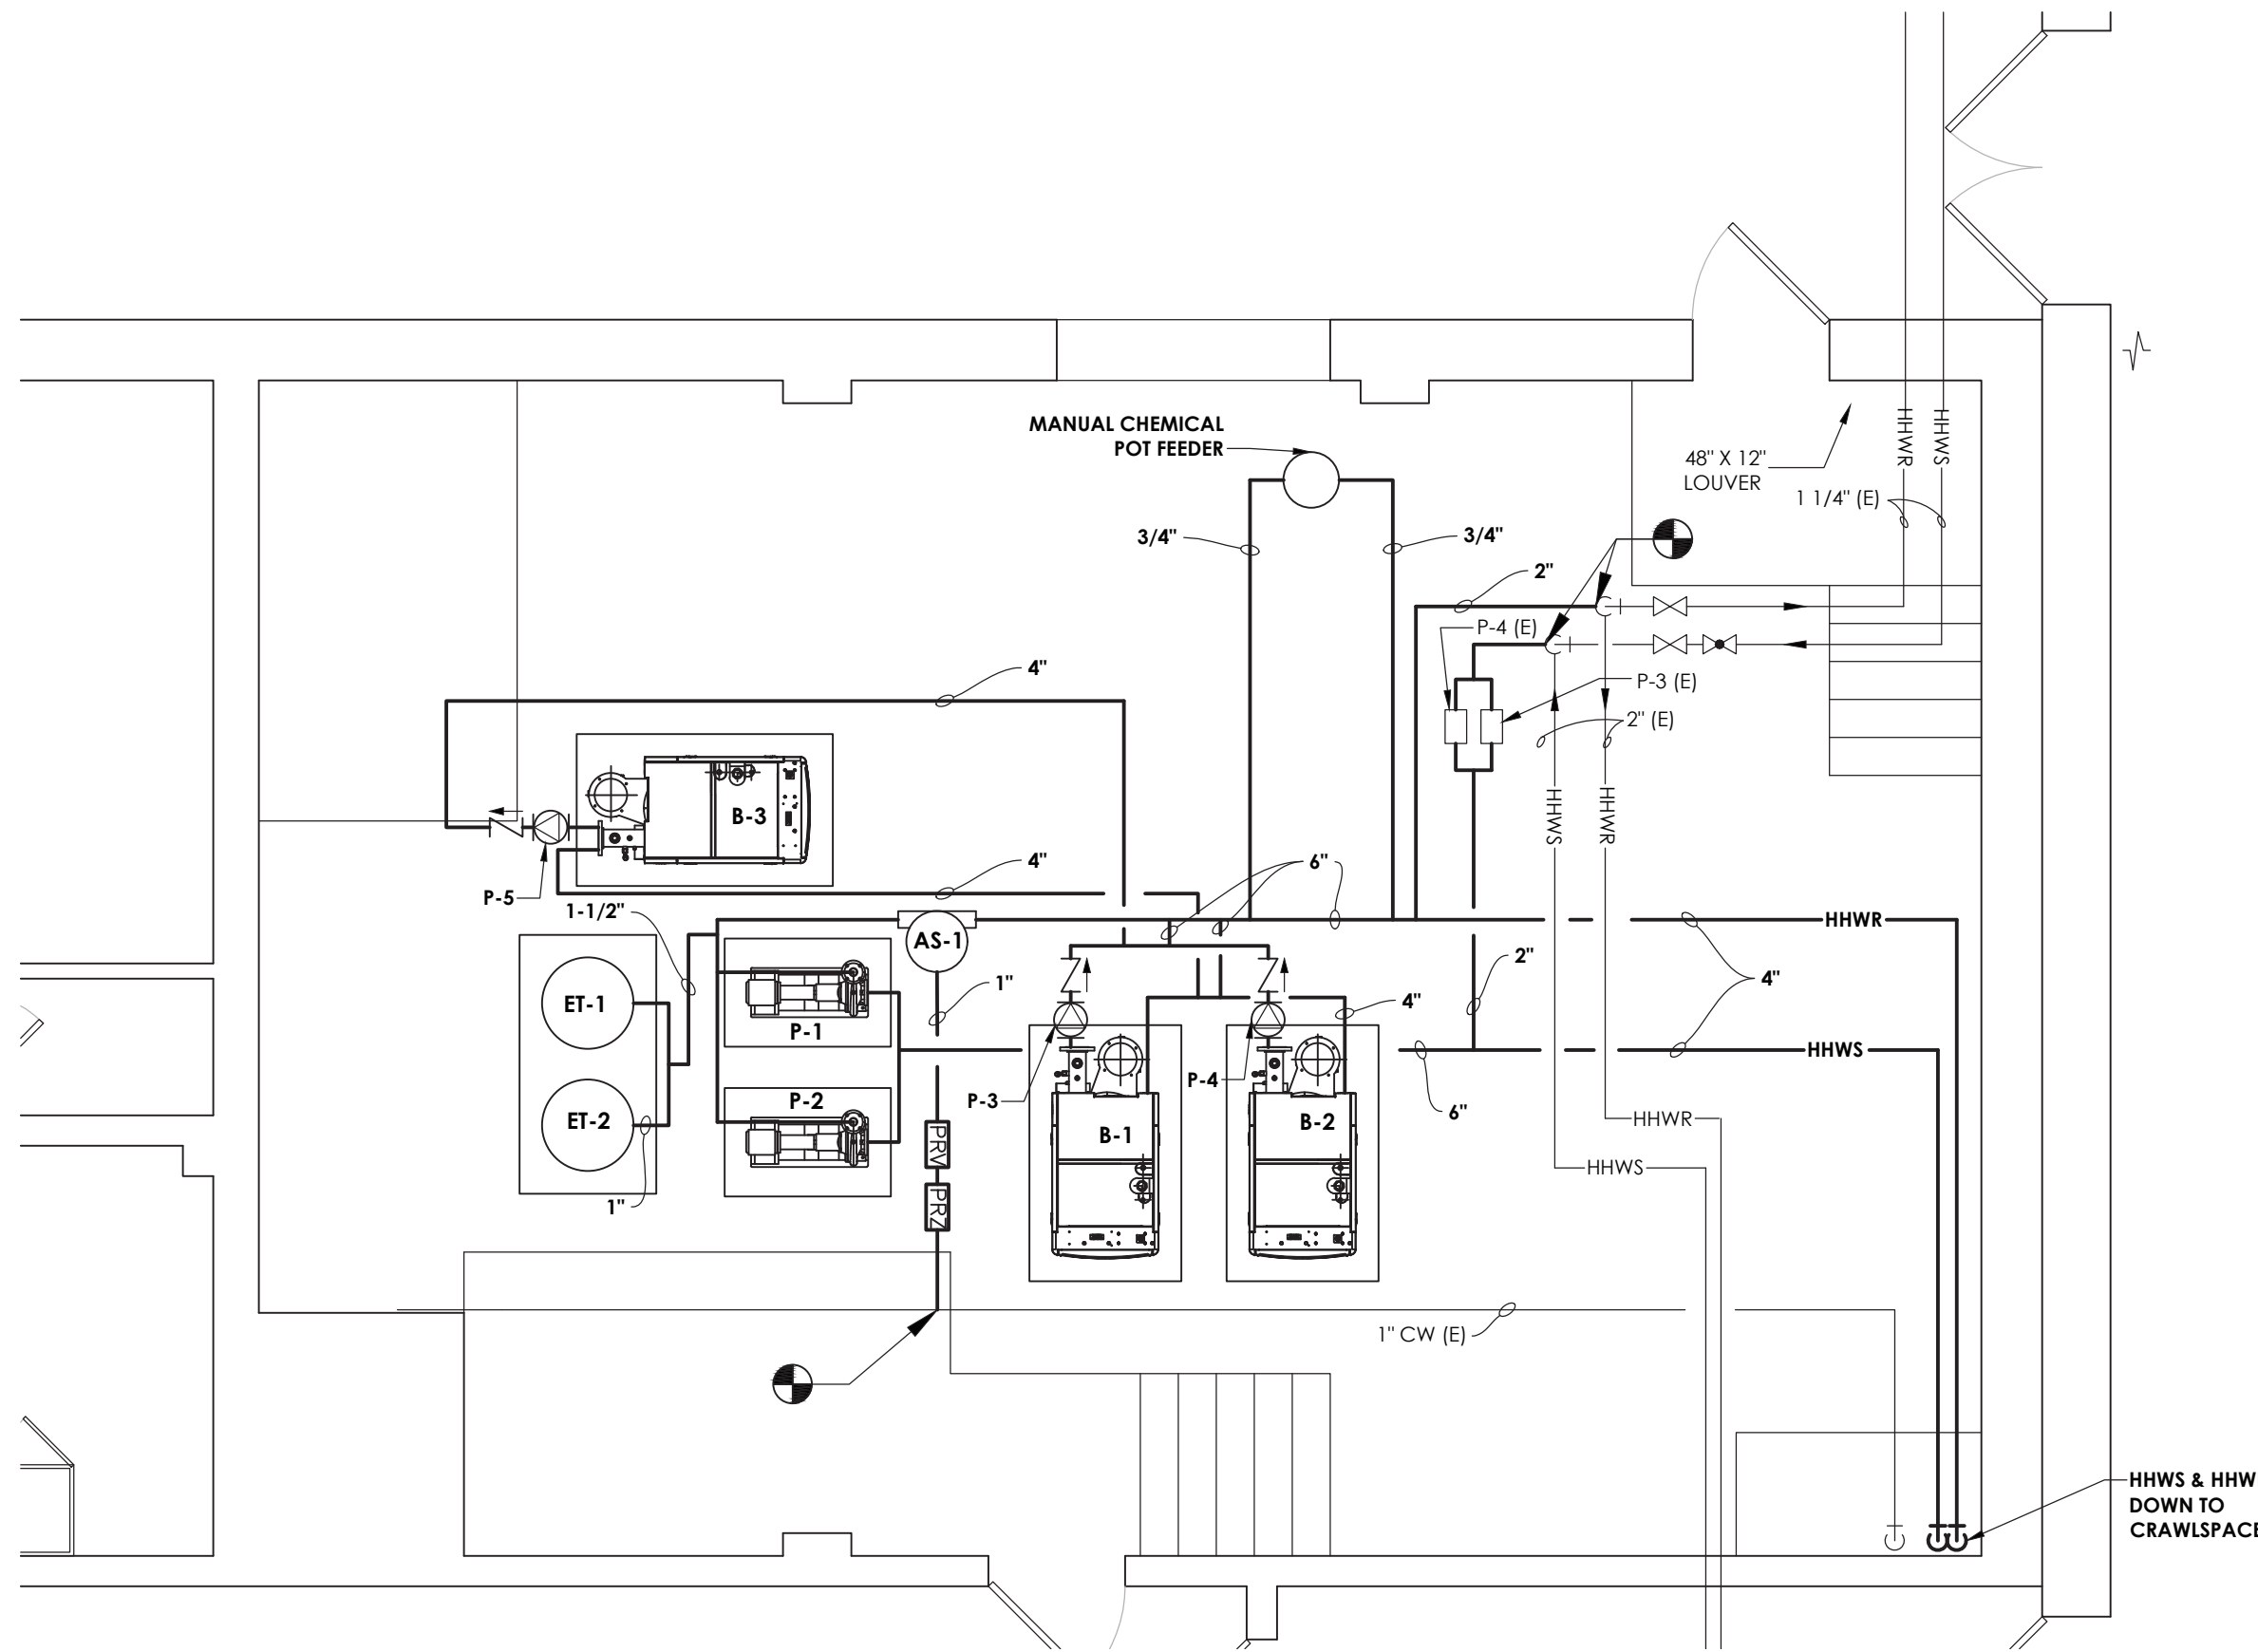 HHWR
HHWS
MANUAL CHEMICAL
POT FEEDER
48" X 12"
LOUVER
1 1/4" (E)
3/4"
3/4"
2"
P-4 (E)
P-3 (E)
2" (E)
4"
B-3
HHWS
HHWR
4"
6"
P-5
1-1/2"
HHWR
AS-1
2"
4"
1"
ET-1
4"
P-1
HHWS
P-4
P-2
P-3
6"
ET-2
B-1
B-2
HHWR
PRV
HHWS
PRZ
1"
1" CW (E)
HHWS & HHW
DOWN TO
CRAWLSPACE